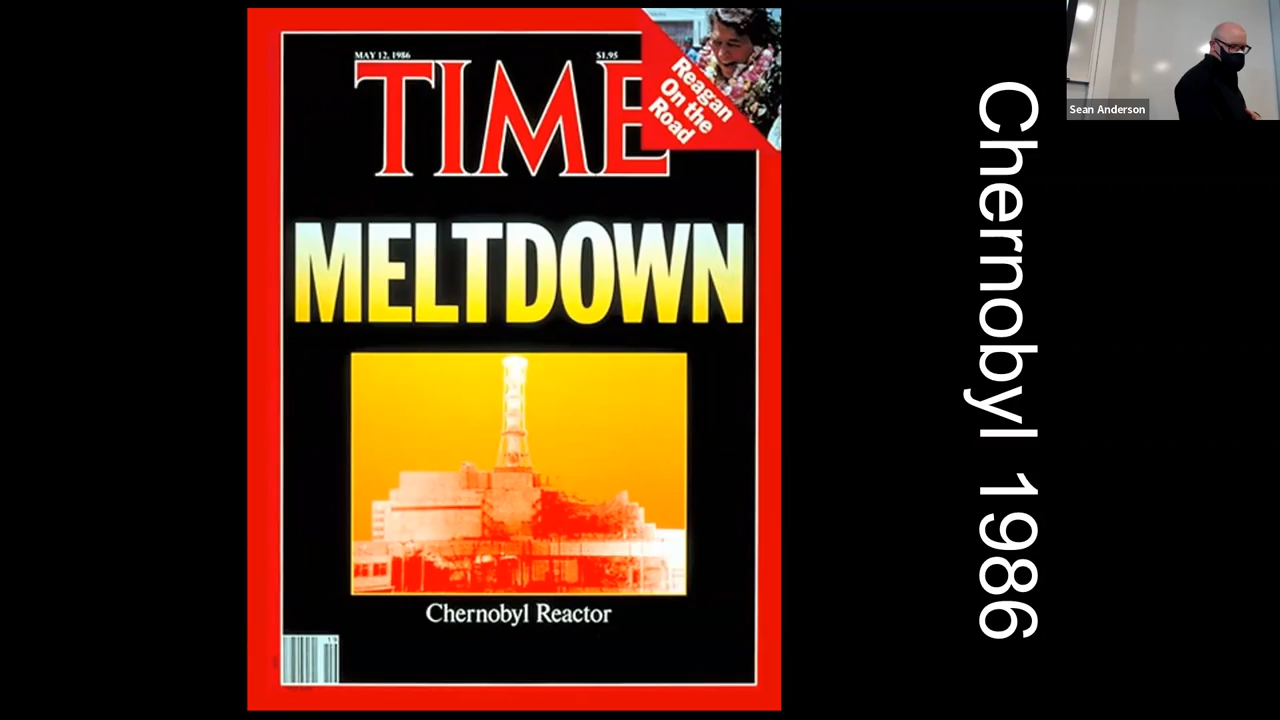 MAY 12, 1986
$1.95
TIME
Reagan
On the
Road
MELTDOWN
Chernobyl Reactor
Chernobyl 1986
Sean Anderson